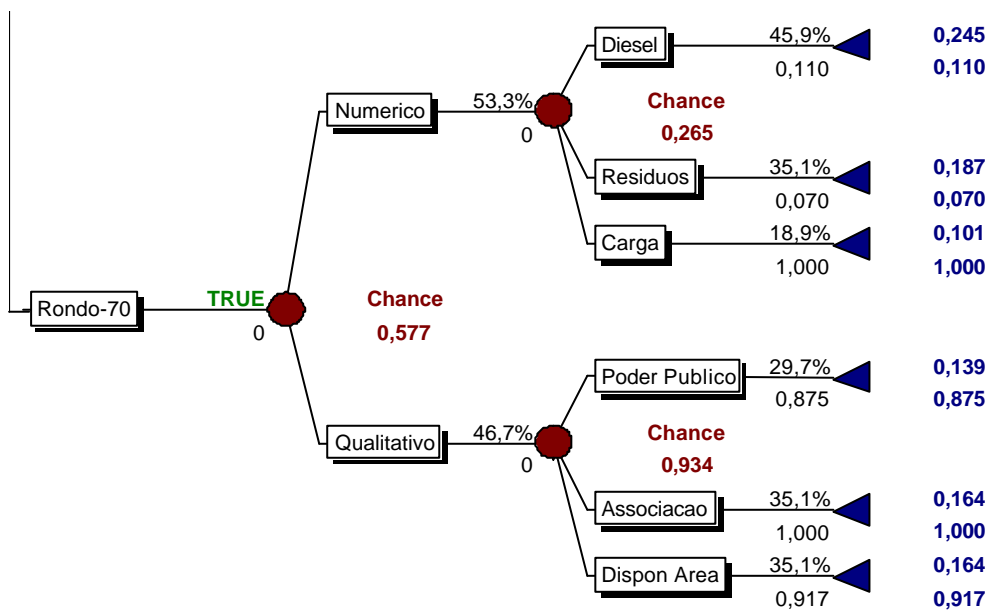 Diesel 45,9% 0,245
0,110 0,110
Numerico 53,3% Chance
0 0,265
Residuos 35,1% 0,187
0,070 0,070
Carga 18,9% 0,101
1,000 1,000
Rondo-70 TRUE Chance
0 0,577
Poder Publico 29,7% 0,139
0,875 0,875
Qualitativo 46,7% Chance
0 0,934
Associacao 35,1% 0,164
1,000 1,000
Dispon Area 35,1% 0,164
0,917 0,917